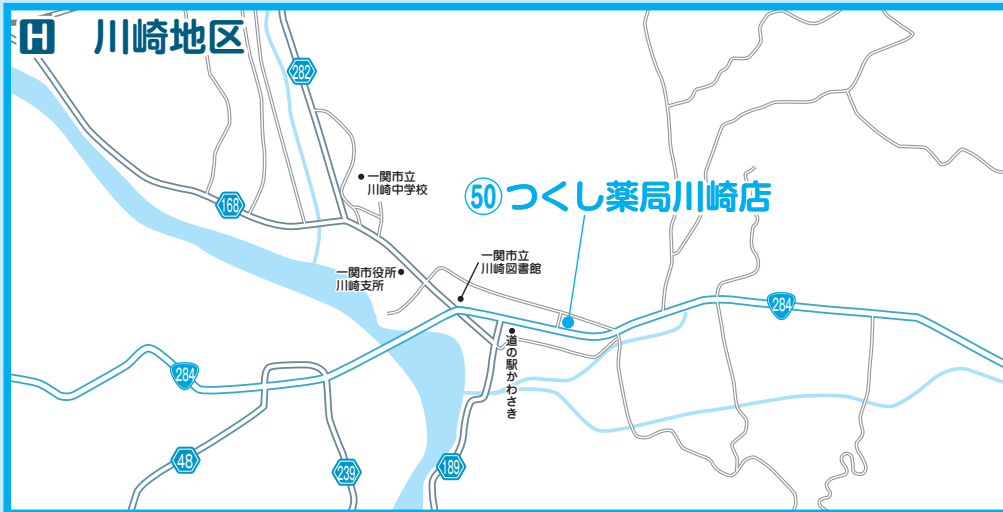 H 川崎地区
282
一関市立
川崎中学校
168
㊿つくし薬局川崎店
一関市立
川崎図書館
一関市役所
川崎支所
284
道の駅かわさき
284
48
239
189